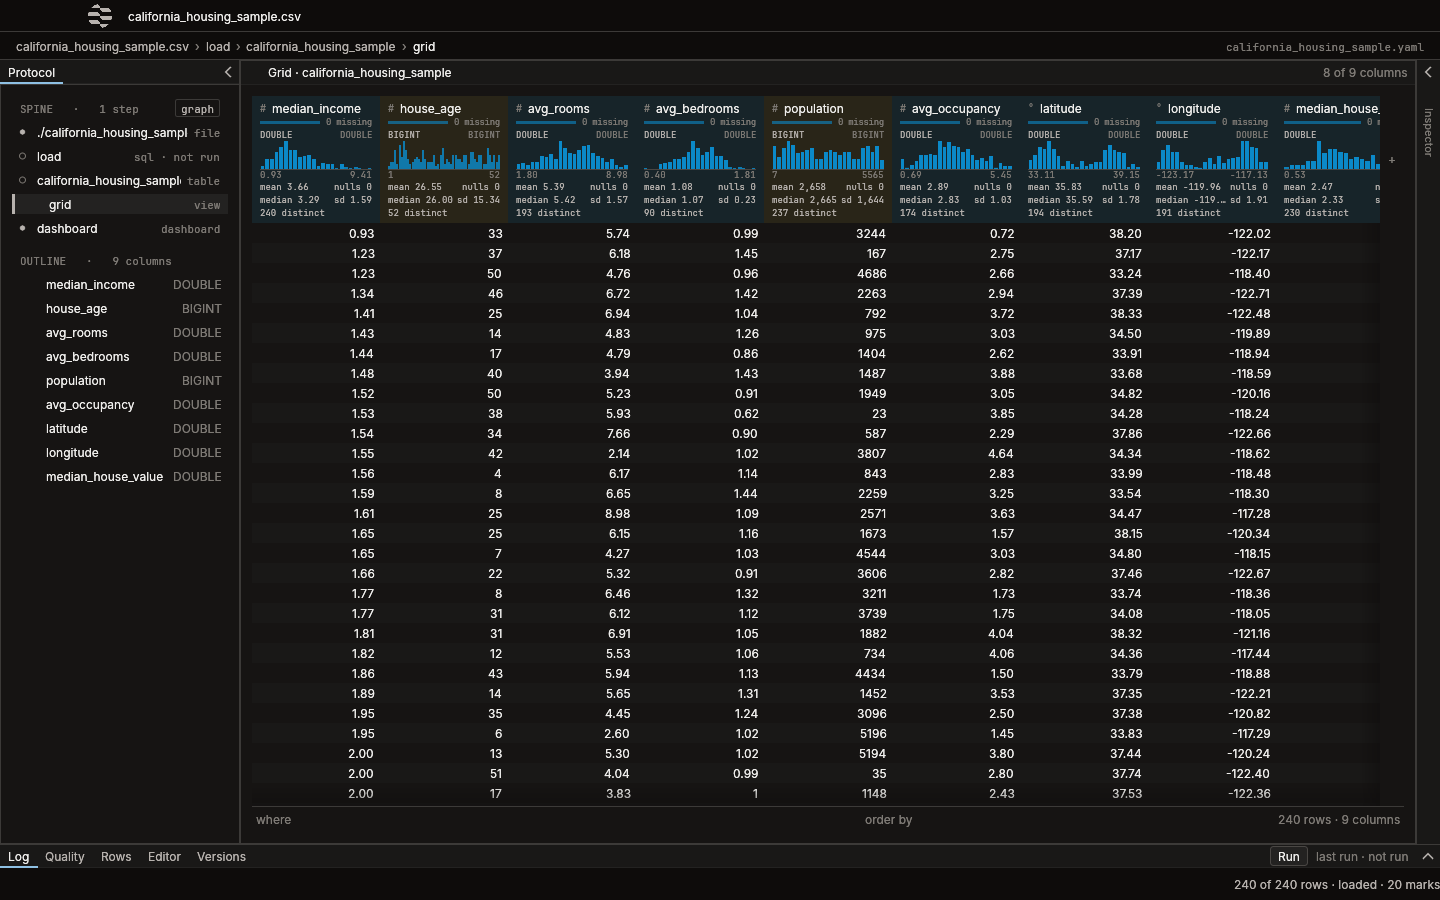 california_housing_sample.csv
california_housing_sample.csv › load › california_housing_sample › grid
california_housing_sample.yaml
Protocol
Grid · california_housing_sample
8 of 9 columns
SPINE · 1 step graph
./california_housing_sampl file
load sql · not run
california_housing_sampl table
grid view
dashboard dashboard
OUTLINE · 9 columns
median_income DOUBLE
house_age BIGINT
avg_rooms DOUBLE
avg_bedrooms DOUBLE
population BIGINT
avg_occupancy DOUBLE
latitude DOUBLE
longitude DOUBLE
median_house_value DOUBLE
# median_income # house_age # avg_rooms # avg_bedrooms # population # avg_occupancy ° latitude ° longitude # median_house_
0 missing 0 missing 0 missing 0 missing 0 missing 0 missing 0 missing 0 missing 0 m
DOUBLE DOUBLE BIGINT BIGINT DOUBLE DOUBLE DOUBLE DOUBLE BIGINT BIGINT DOUBLE DOUBLE DOUBLE DOUBLE DOUBLE DOUBLE DOUBLE
0.93 9.41 1 52 1.80 8.98 0.40 1.81 7 5565 0.69 5.45 33.11 39.15 -123.17 -117.13 0.53
mean 3.66 nulls 0 mean 26.55 nulls 0 mean 5.39 nulls 0 mean 1.08 nulls 0 mean 2,658 nulls 0 mean 2.89 nulls 0 mean 35.83 nulls 0 mean -119.96 nulls 0 mean 2.47 n
median 3.29 sd 1.59 median 26.00 sd 15.34 median 5.42 sd 1.57 median 1.07 sd 0.23 median 2,665 sd 1,644 median 2.83 sd 1.03 median 35.59 sd 1.78 median -119.… sd 1.91 median 2.33 s
240 distinct 52 distinct 193 distinct 90 distinct 237 distinct 174 distinct 194 distinct 191 distinct 230 distinct
0.93 33 5.74 0.99 3244 0.72 38.20 -122.02
1.23 37 6.18 1.45 167 2.75 37.17 -122.17
1.23 50 4.76 0.96 4686 2.66 33.24 -118.40
1.34 46 6.72 1.42 2263 2.94 37.39 -122.71
1.41 25 6.94 1.04 792 3.72 38.33 -122.48
1.43 14 4.83 1.26 975 3.03 34.50 -119.89
1.44 17 4.79 0.86 1404 2.62 33.91 -118.94
1.48 40 3.94 1.43 1487 3.88 33.68 -118.59
1.52 50 5.23 0.91 1949 3.05 34.82 -120.16
1.53 38 5.93 0.62 23 3.85 34.28 -118.24
1.54 34 7.66 0.90 587 2.29 37.86 -122.66
1.55 42 2.14 1.02 3807 4.64 34.34 -118.62
1.56 4 6.17 1.14 843 2.83 33.99 -118.48
1.59 8 6.65 1.44 2259 3.25 33.54 -118.30
1.61 25 8.98 1.09 2571 3.63 34.47 -117.28
1.65 25 6.15 1.16 1673 1.57 38.15 -120.34
1.65 7 4.27 1.03 4544 3.03 34.80 -118.15
1.66 22 5.32 0.91 3606 2.82 37.46 -122.67
1.77 8 6.46 1.32 3211 1.73 33.74 -118.36
1.77 31 6.12 1.12 3739 1.75 34.08 -118.05
1.81 31 6.91 1.05 1882 4.04 38.32 -121.16
1.82 12 5.53 1.06 734 4.06 34.36 -117.44
1.86 43 5.94 1.13 4434 1.50 33.79 -118.88
1.89 14 5.65 1.31 1452 3.53 37.35 -122.21
1.95 35 4.45 1.24 3096 2.50 37.38 -120.82
1.95 6 2.60 1.02 5196 1.45 33.83 -117.29
2.00 13 5.30 1.02 5194 3.80 37.44 -120.24
2.00 51 4.04 0.99 35 2.80 37.74 -122.40
2.00 17 3.83 1 1148 2.43 37.53 -122.36
+
Inspector
where order by 240 rows · 9 columns
Log Quality Rows Editor Versions Run last run · not run
240 of 240 rows · loaded · 20 marks